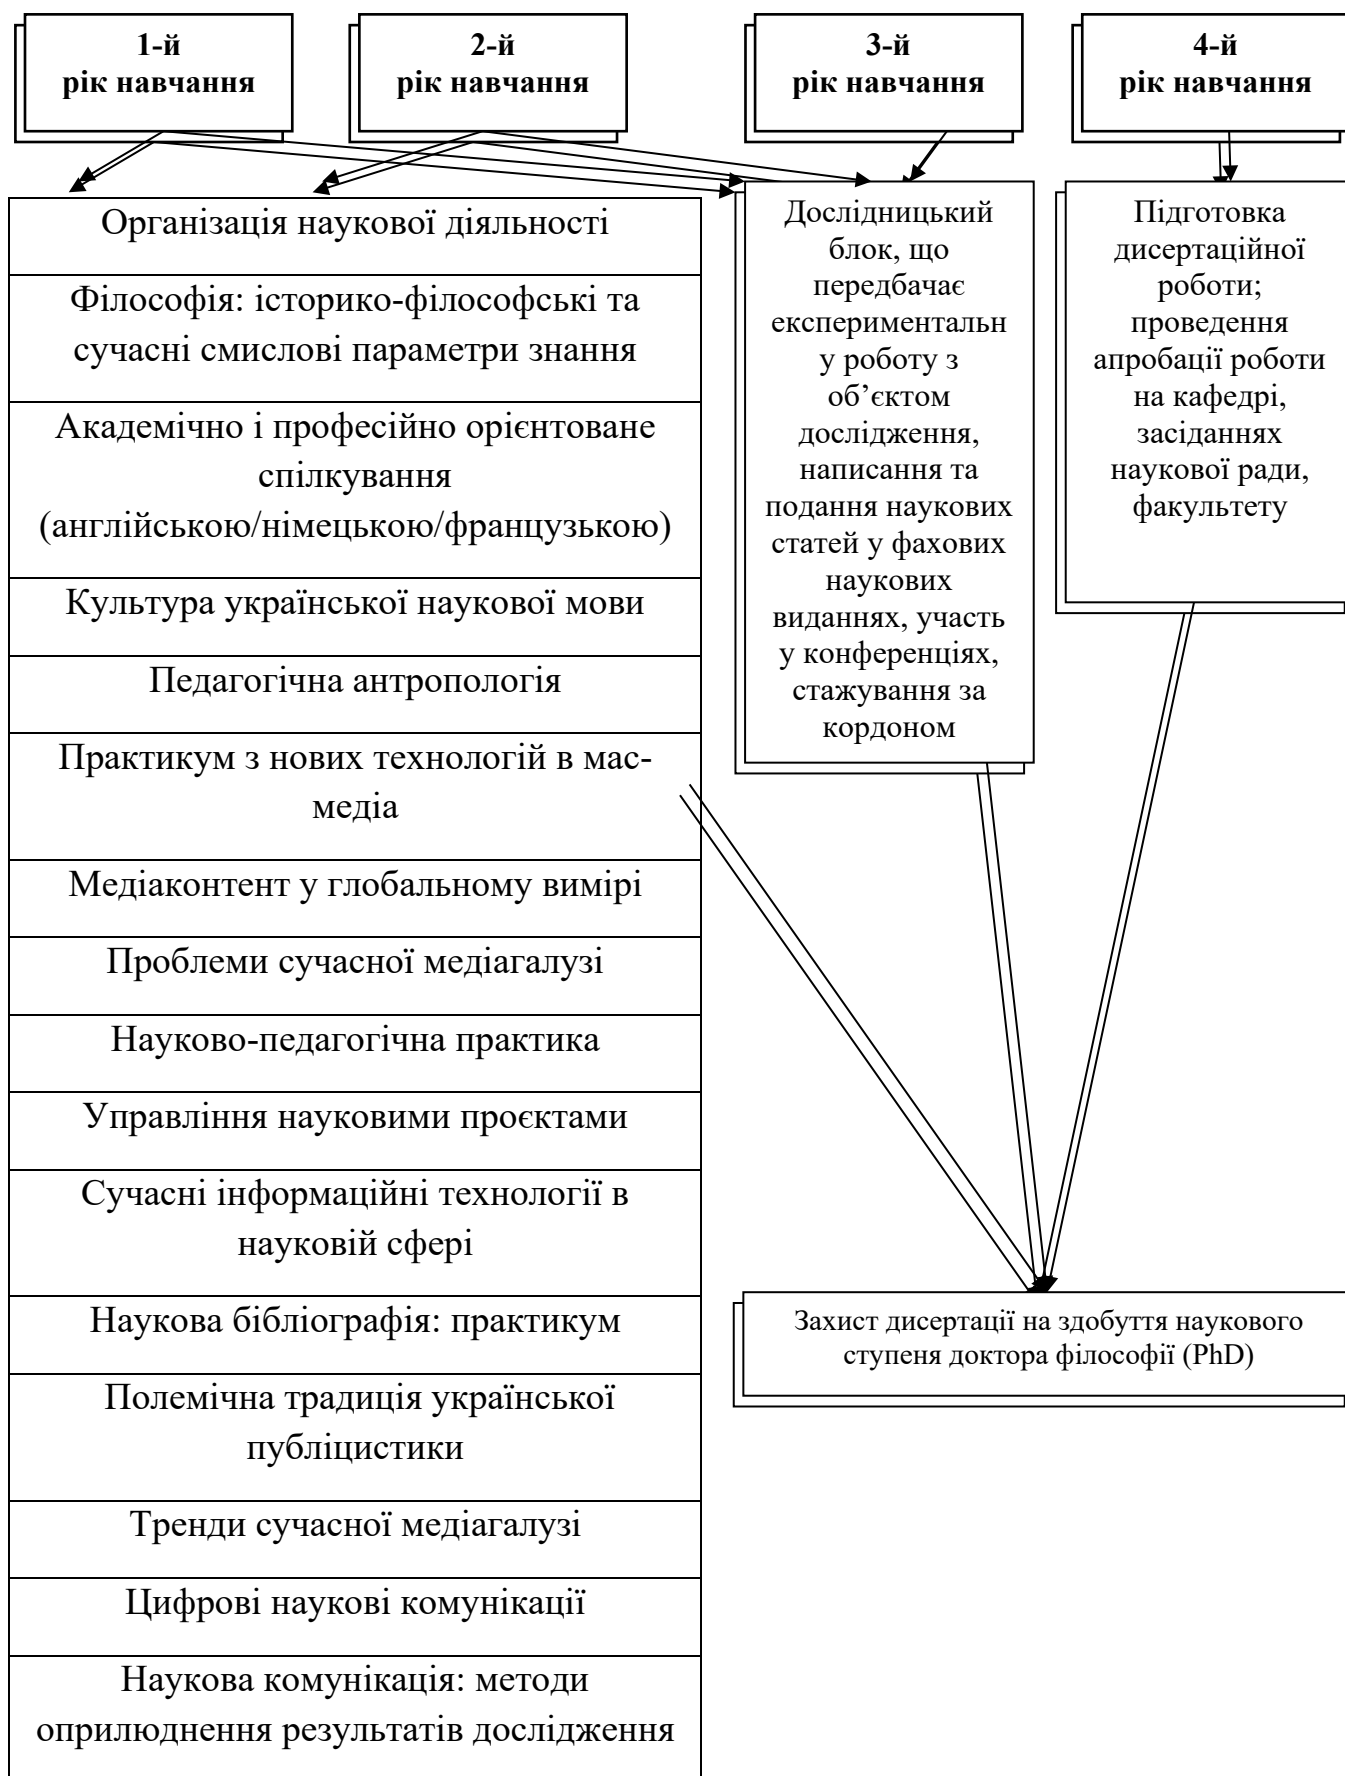 1-й
рік навчання
2-й
рік навчання
3-й
рік навчання
4-й
рік навчання
Організація наукової діяльності
Філософія: історико-філософські та
сучасні смислові параметри знання
Академічно і професійно орієнтоване
спілкування
(англійською/німецькою/французькою)
Культура української наукової мови
Педагогічна антропологія
Практикум з нових технологій в мас-
медіа
Медіаконтент у глобальному вимірі
Проблеми сучасної медіагалузі
Науково-педагогічна практика
Управління науковими проєктами
Сучасні інформаційні технології в
науковій сфері
Наукова бібліографія: практикум
Полемічна традиція української
публіцистики
Тренди сучасної медіагалузі
Цифрові наукові комунікації
Наукова комунікація: методи
оприлюднення результатів дослідження
Дослідницький
блок, що
передбачає
експериментальн
у роботу з
об’єктом
дослідження,
написання та
подання наукових
статей у фахових
наукових
виданнях, участь
у конференціях,
стажування за
кордоном
Підготовка
дисертаційної
роботи;
проведення
апробації роботи
на кафедрі,
засіданнях
наукової ради,
факультету
Захист дисертації на здобуття наукового
ступеня доктора філософії (PhD)